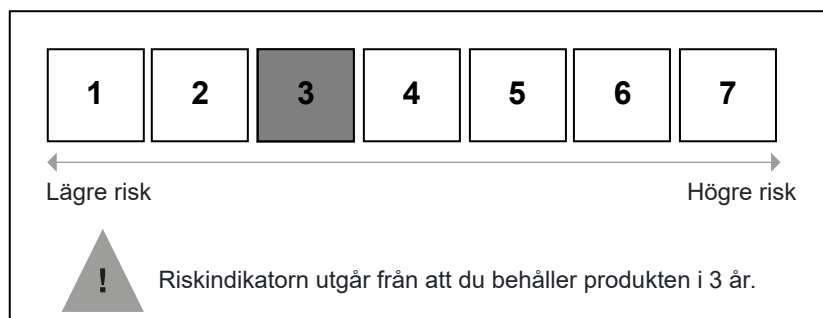 1 2 3 4 5 6 7
Lägre risk Högre risk
! Riskindikatorn utgår från att du behåller produkten i 3 år.